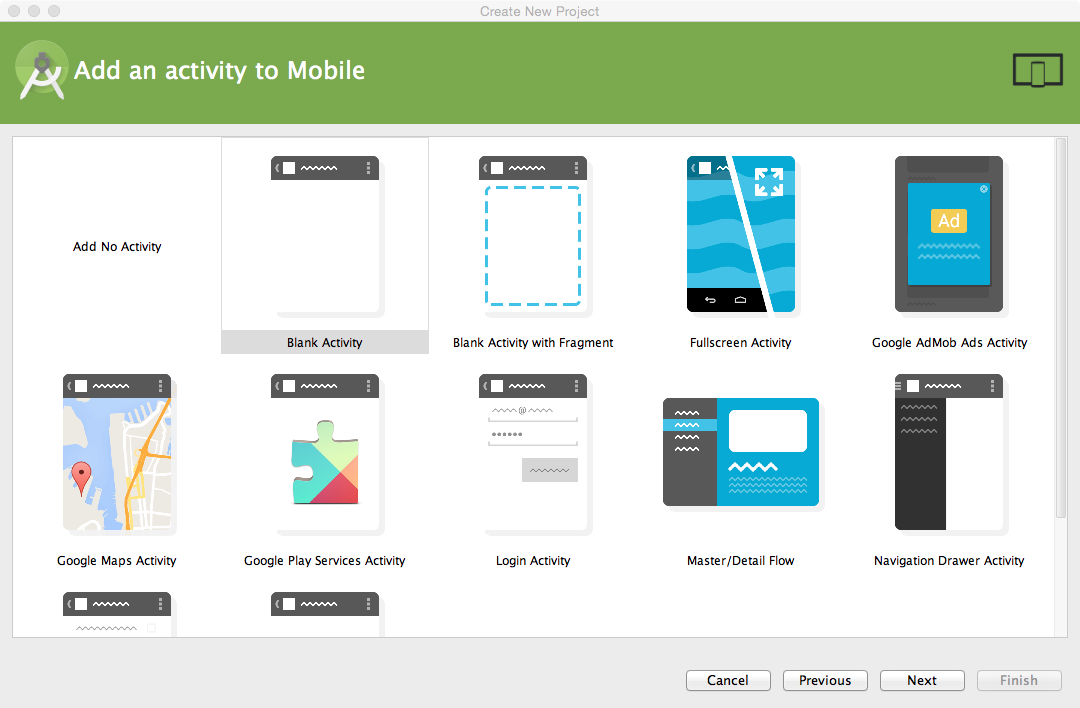 Create New Project
Add an activity to Mobile
Add No Activity
Blank Activity
Blank Activity with Fragment
Fullscreen Activity
Ad
Google AdMob Ads Activity
@
Google Maps Activity
Google Play Services Activity
Login Activity
Master/Detail Flow
Navigation Drawer Activity
Cancel
Previous
Next
Finish